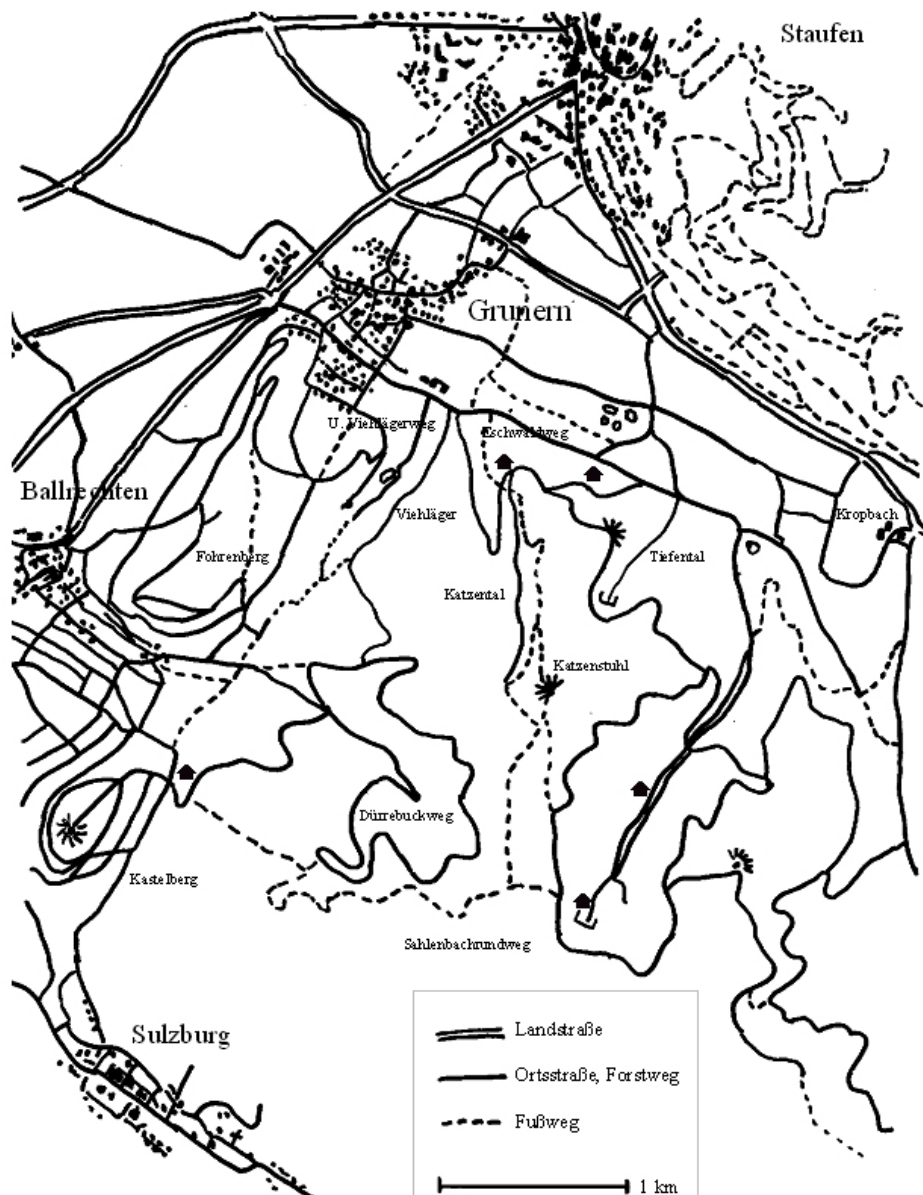 Staufen
Grunern
U. Viehlägerweg
Eschwaldweg
Ballrechten
Viehläger
Kropbach
Fohrenberg
Tiefental
Katzental
Katzenstuhl
Dürrebuckweg
Kastelberg
Sahlenbachrundweg
Sulzburg
Landstraße
Ortsstraße, Forstweg
Fußweg
1 km